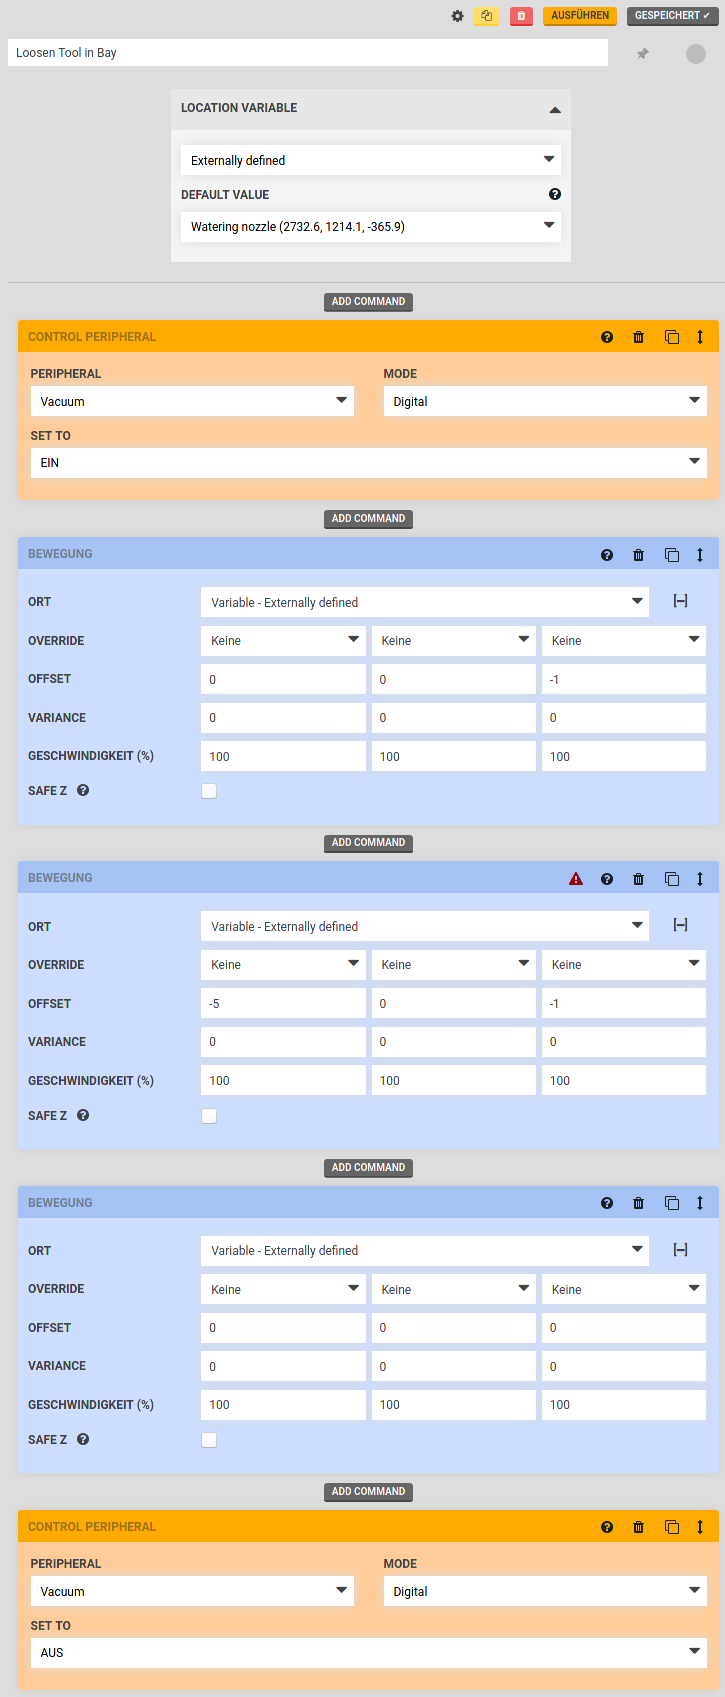 AUSFÜHREN GESPEICHERT ✔
Loosen Tool in Bay
LOCATION VARIABLE
Externally defined
DEFAULT VALUE
Watering nozzle (2732.6, 1214.1, -365.9)
ADD COMMAND
CONTROL PERIPHERAL
PERIPHERAL MODE
Vacuum Digital
SET TO
EIN
ADD COMMAND
BEWEGUNG
ORT Variable - Externally defined
OVERRIDE Keine Keine Keine
OFFSET 0 0 -1
VARIANCE 0 0 0
GESCHWINDIGKEIT (%) 100 100 100
SAFE Z
ADD COMMAND
BEWEGUNG
ORT Variable - Externally defined
OVERRIDE Keine Keine Keine
OFFSET -5 0 -1
VARIANCE 0 0 0
GESCHWINDIGKEIT (%) 100 100 100
SAFE Z
ADD COMMAND
BEWEGUNG
ORT Variable - Externally defined
OVERRIDE Keine Keine Keine
OFFSET 0 0 0
VARIANCE 0 0 0
GESCHWINDIGKEIT (%) 100 100 100
SAFE Z
ADD COMMAND
CONTROL PERIPHERAL
PERIPHERAL MODE
Vacuum Digital
SET TO
AUS